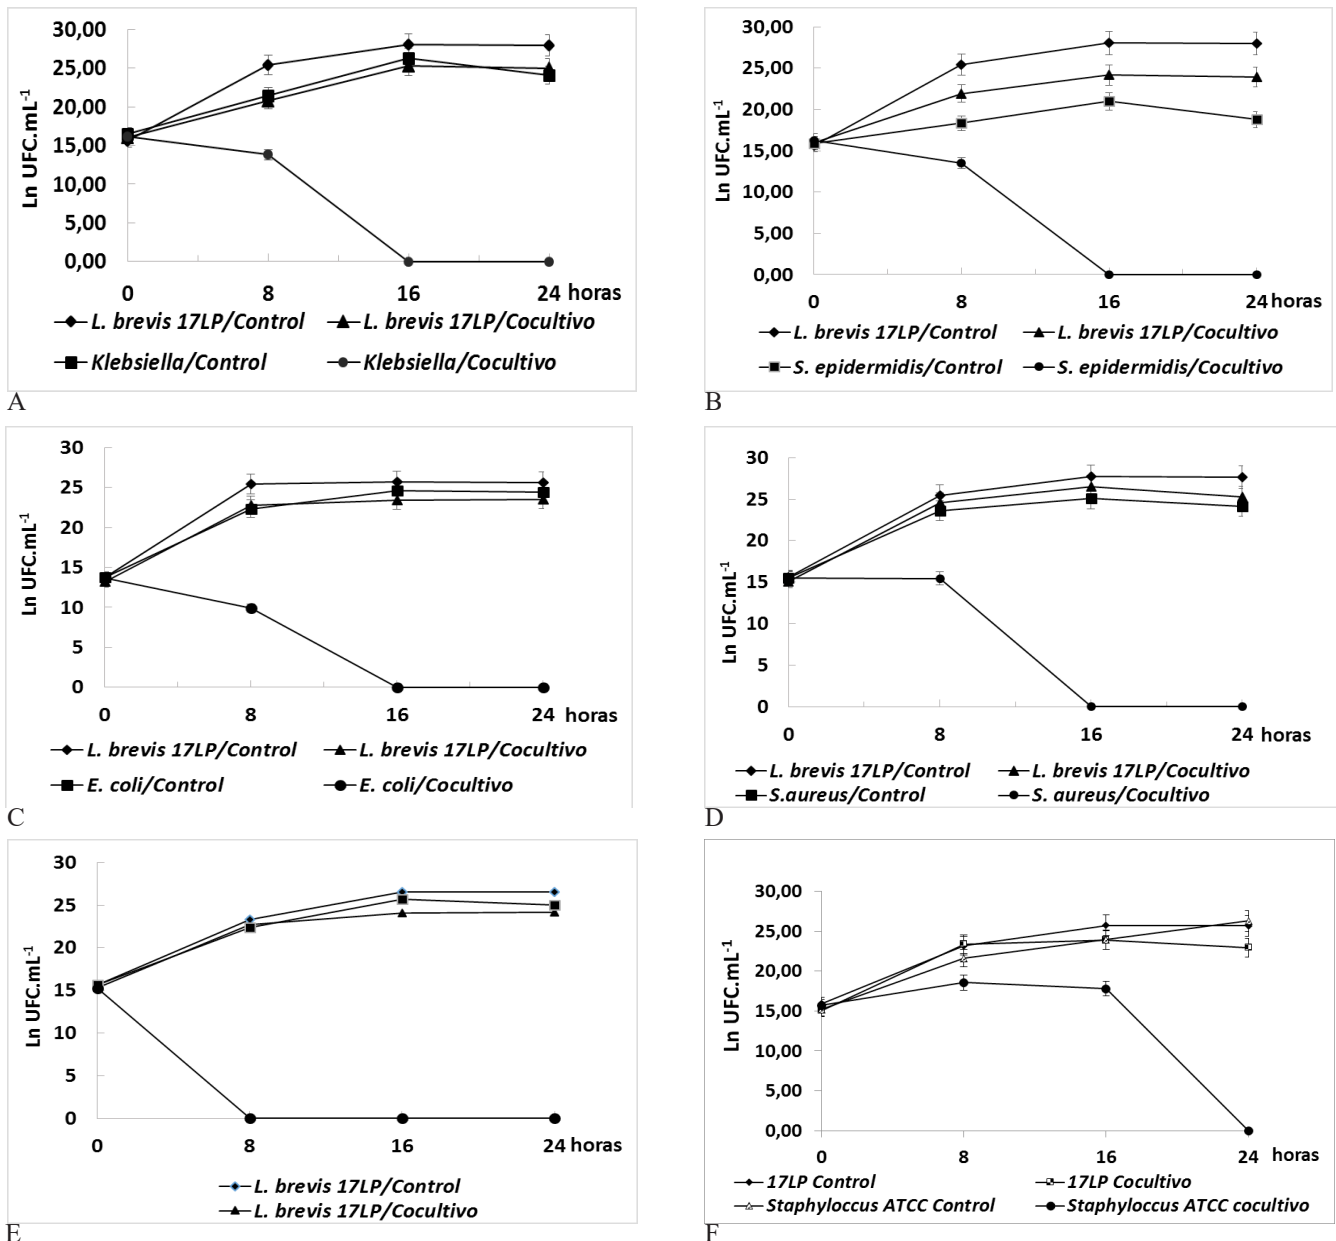 30,00
25,00
20,00
15,00
10,00
5,00
0,00
Ln UFC.mL-1
0 8 16 24 horas
L. brevis 17LP/Control L. brevis 17LP/Cocultivo
Klebsiella/Control Klebsiella/Cocultivo
A
30,00
25,00
20,00
15,00
10,00
5,00
0,00
Ln UFC.mL-1
0 8 16 24 horas
L. brevis 17LP/Control L. brevis 17LP/Cocultivo
S. epidermidis/Control S. epidermidis/Cocultivo
B
30
25
20
15
10
5
0
Ln UFC.mL-1
0 8 16 24 horas
L. brevis 17LP/Control L. brevis 17LP/Cocultivo
E. coli/Control E. coli/Cocultivo
C
30
25
20
15
10
5
0
Ln UFC.mL-1
0 8 16 24 horas
L. brevis 17LP/Control L. brevis 17LP/Cocultivo
S.aureus/Control S. aureus/Cocultivo
D
30
25
20
15
10
5
0
Ln UFC.mL-1
0 8 16 24 horas
L. brevis 17LP/Control
L. brevis 17LP/Cocultivo
E
30,00
25,00
20,00
15,00
10,00
5,00
0,00
Ln UFC.mL-1
0 8 16 24 horas
17LP Control 17LP Cocultivo
Staphyloccus ATCC Control Staphyloccus ATCC cocultivo
F